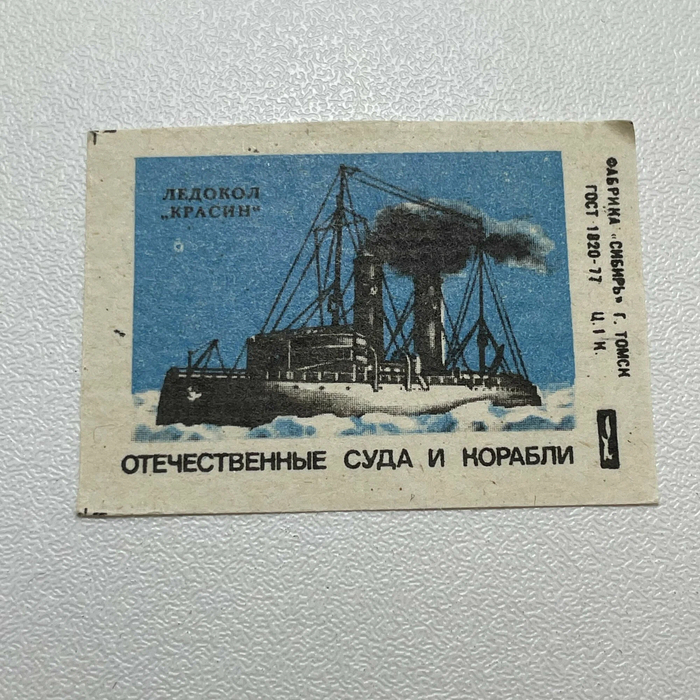 ЛЕДОКОЛ
„КРАСИН“
ФАБРИКА „СИБИРЬ» Г. ТОМСК
ГОСТ 1820-77 Ц. 1 К.
ОТЕЧЕСТВЕННЫЕ СУДА И КОРАБЛИ